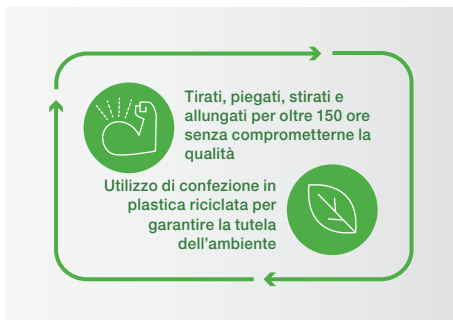 Tirati, piegati, stirati e
allungati per oltre 150 ore
senza comprometterne la
qualità
Utilizzo di confezione in
plastica riciclata per
garantire la tutela
dell’ambiente